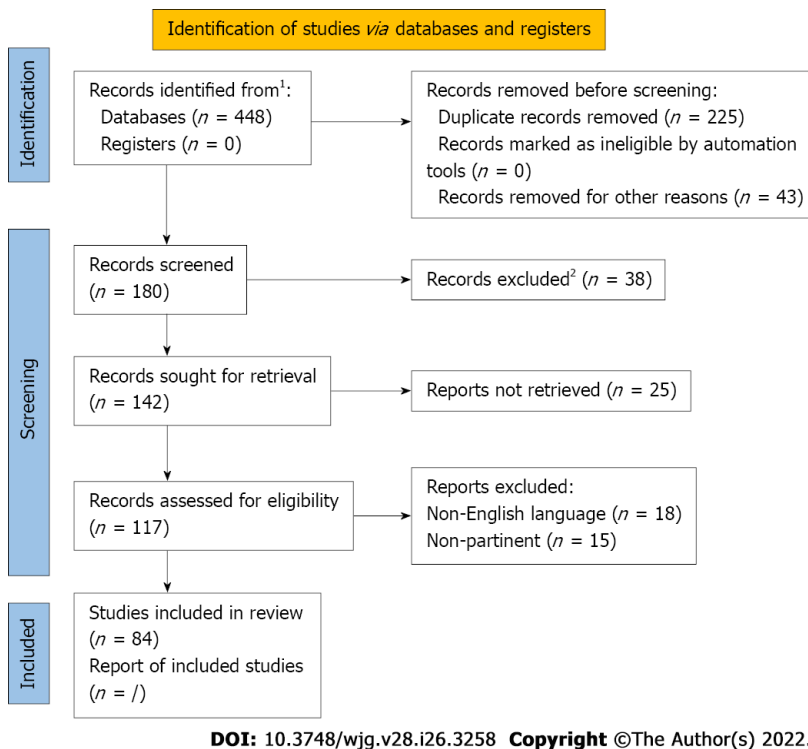 Identification of studies via databases and registers
Identification
Records identified from1:
Databases (n = 448)
Registers (n = 0)
Records removed before screening:
Duplicate records removed (n = 225)
Records marked as ineligible by automation
tools (n = 0)
Records removed for other reasons (n = 43)
Screening
Records screened
(n = 180)
Records excluded2 (n = 38)
Records sought for retrieval
(n = 142)
Reports not retrieved (n = 25)
Records assessed for eligibility
(n = 117)
Reports excluded:
Non-English language (n = 18)
Non-partinent (n = 15)
Included
Studies included in review
(n = 84)
Report of included studies
(n = /)
DOI: 10.3748/wjg.v28.i26.3258 Copyright ©The Author(s) 2022.